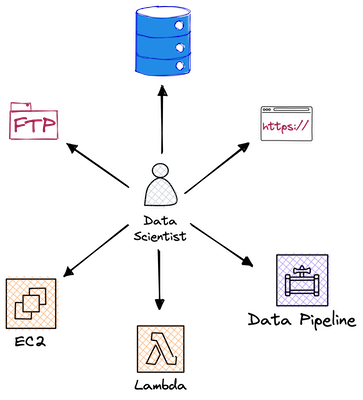 FTP
https://
Data
Scientist
EC2
Data Pipeline
Lambda